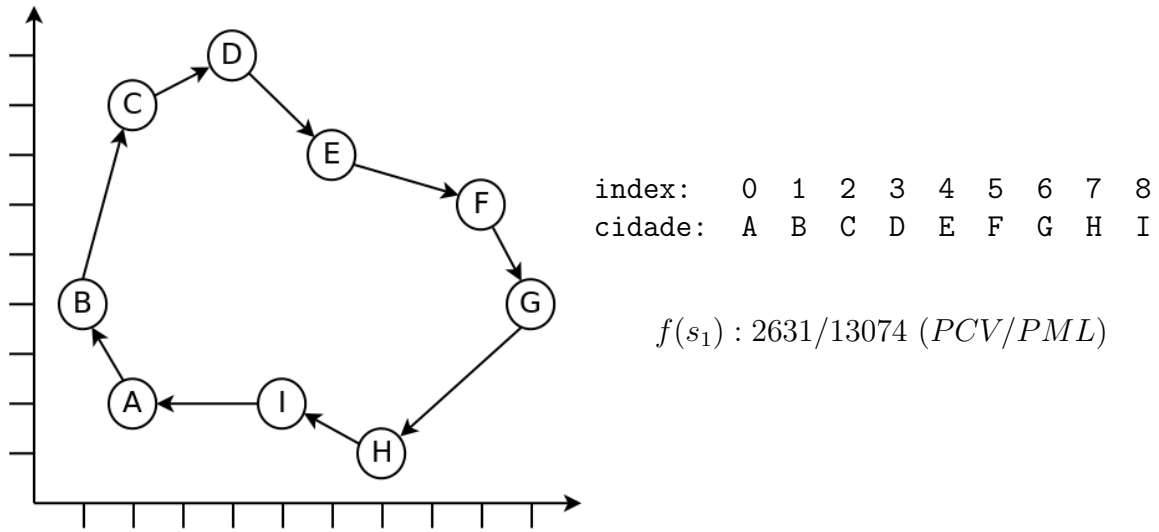 D
C
E
F
B
G
A
I
H
index: 0 1 2 3 4 5 6 7 8
cidade: A B C D E F G H I
f(s₁) : 2631/13074 (PCV/PML)